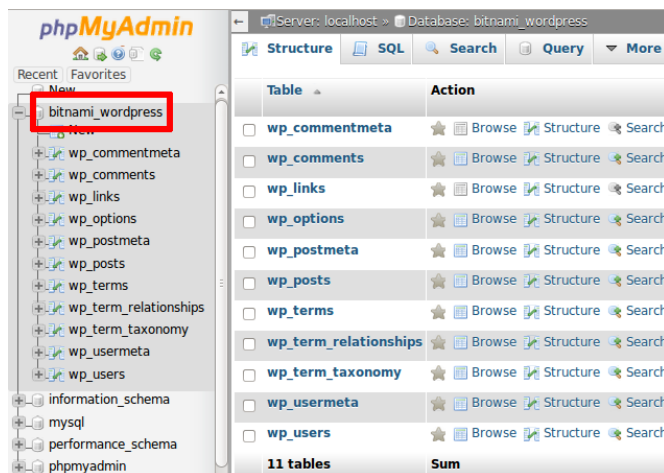 phpMyAdmin
Recent Favorites
New
bitnami_wordpress
New
wp_commentmeta
wp_comments
wp_links
wp_options
wp_postmeta
wp_posts
wp_terms
wp_term_relationships
wp_term_taxonomy
wp_usermeta
wp_users
information_schema
mysql
performance_schema
phpmyadmin
Server: localhost » Database: bitnami_wordpress
Structure SQL Search Query More
Table Action
wp_commentmeta Browse Structure Search
wp_comments Browse Structure Search
wp_links Browse Structure Search
wp_options Browse Structure Search
wp_postmeta Browse Structure Search
wp_posts Browse Structure Search
wp_terms Browse Structure Search
wp_term_relationships Browse Structure Search
wp_term_taxonomy Browse Structure Search
wp_usermeta Browse Structure Search
wp_users Browse Structure Search
11 tables Sum